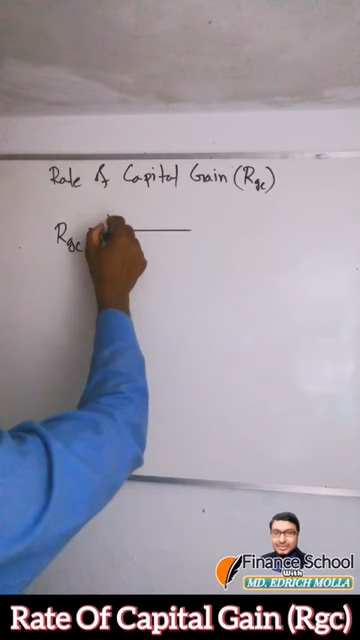 Rate of Capital Gain (Rgc)
Rgc
Finance School
With
MD. EDRICH MOLLA
Rate Of Capital Gain (Rgc)